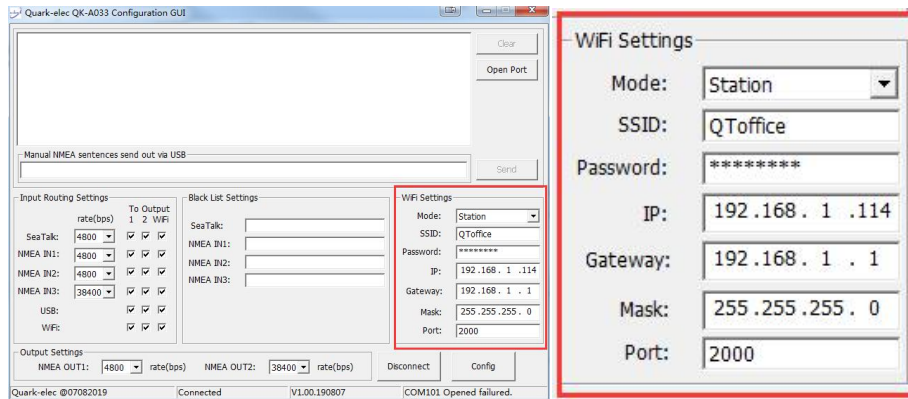 Quark-elec QK-A033 Configuration GUI
Clear
Open Port
Manual NMEA sentences send out via USB
Send
Input Routing Settings
To Output
rate(bps) 1 2 WiFi
SeaTalk: 4800
NMEA IN1: 4800
NMEA IN2: 4800
NMEA IN3: 38400
USB:
WiFi:
Black List Settings
SeaTalk:
NMEA IN1:
NMEA IN2:
NMEA IN3:
WiFi Settings
Mode: Station
SSID: QToffice
Password: ********
IP: 192.168. 1 .114
Gateway: 192.168. 1 . 1
Mask: 255.255.255. 0
Port: 2000
Output Settings
NMEA OUT1: 4800 rate(bps) NMEA OUT2: 38400 rate(bps)
Disconnect Config
Quark-elec @07082019 Connected V1.00.190807 COM101 Opened failured.
WiFi Settings
Mode: Station
SSID: QToffice
Password: ********
IP: 192.168. 1 .114
Gateway: 192.168. 1 . 1
Mask: 255.255.255. 0
Port: 2000